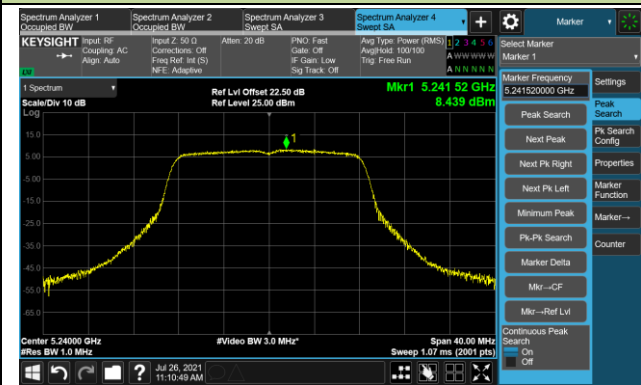 Spectrum Analyzer 1
Occupied BW
Spectrum Analyzer 2
Occupied BW
Spectrum Analyzer 3
Swept SA
Spectrum Analyzer 4
Swept SA
Marker
KEYSIGHT
Input: RF
Coupling: AC
Align: Auto
Input Z: 50 Ω
Corrections: Off
Freq Ref: Int (S)
NFE: Adaptive
Atten: 20 dB
PNO: Fast
Gate: Off
IF Gain: Low
Sig Track: Off
Avg Type: Power (RMS)
Avg|Hold: 100/100
Trig: Free Run
1 2 3 4 5 6
A W W W W W
A N N N N N
Select Marker
Marker 1
1 Spectrum
Scale/Div 10 dB
Log
Ref Lvl Offset 22.50 dB
Ref Level 25.00 dBm
Mkr1 5.241 52 GHz
8.439 dBm
Marker Frequency
5.241520000 GHz
Settings
Peak Search
Next Peak
Next Pk Right
Next Pk Left
Minimum Peak
Pk-Pk Search
Marker Delta
Mkr→CF
Mkr→Ref Lvl
Continuous Peak
Search
On
Off
Peak
Search
Pk Search
Config
Properties
Marker
Function
Marker→
Counter
15.0
5.00
-5.00
-15.0
-25.0
-35.0
-45.0
-55.0
-65.0
1
Center 5.24000 GHz
#Res BW 1.0 MHz
#Video BW 3.0 MHz*
Span 40.00 MHz
Sweep 1.07 ms (2001 pts)
Jul 26, 2021
11:10:49 AM